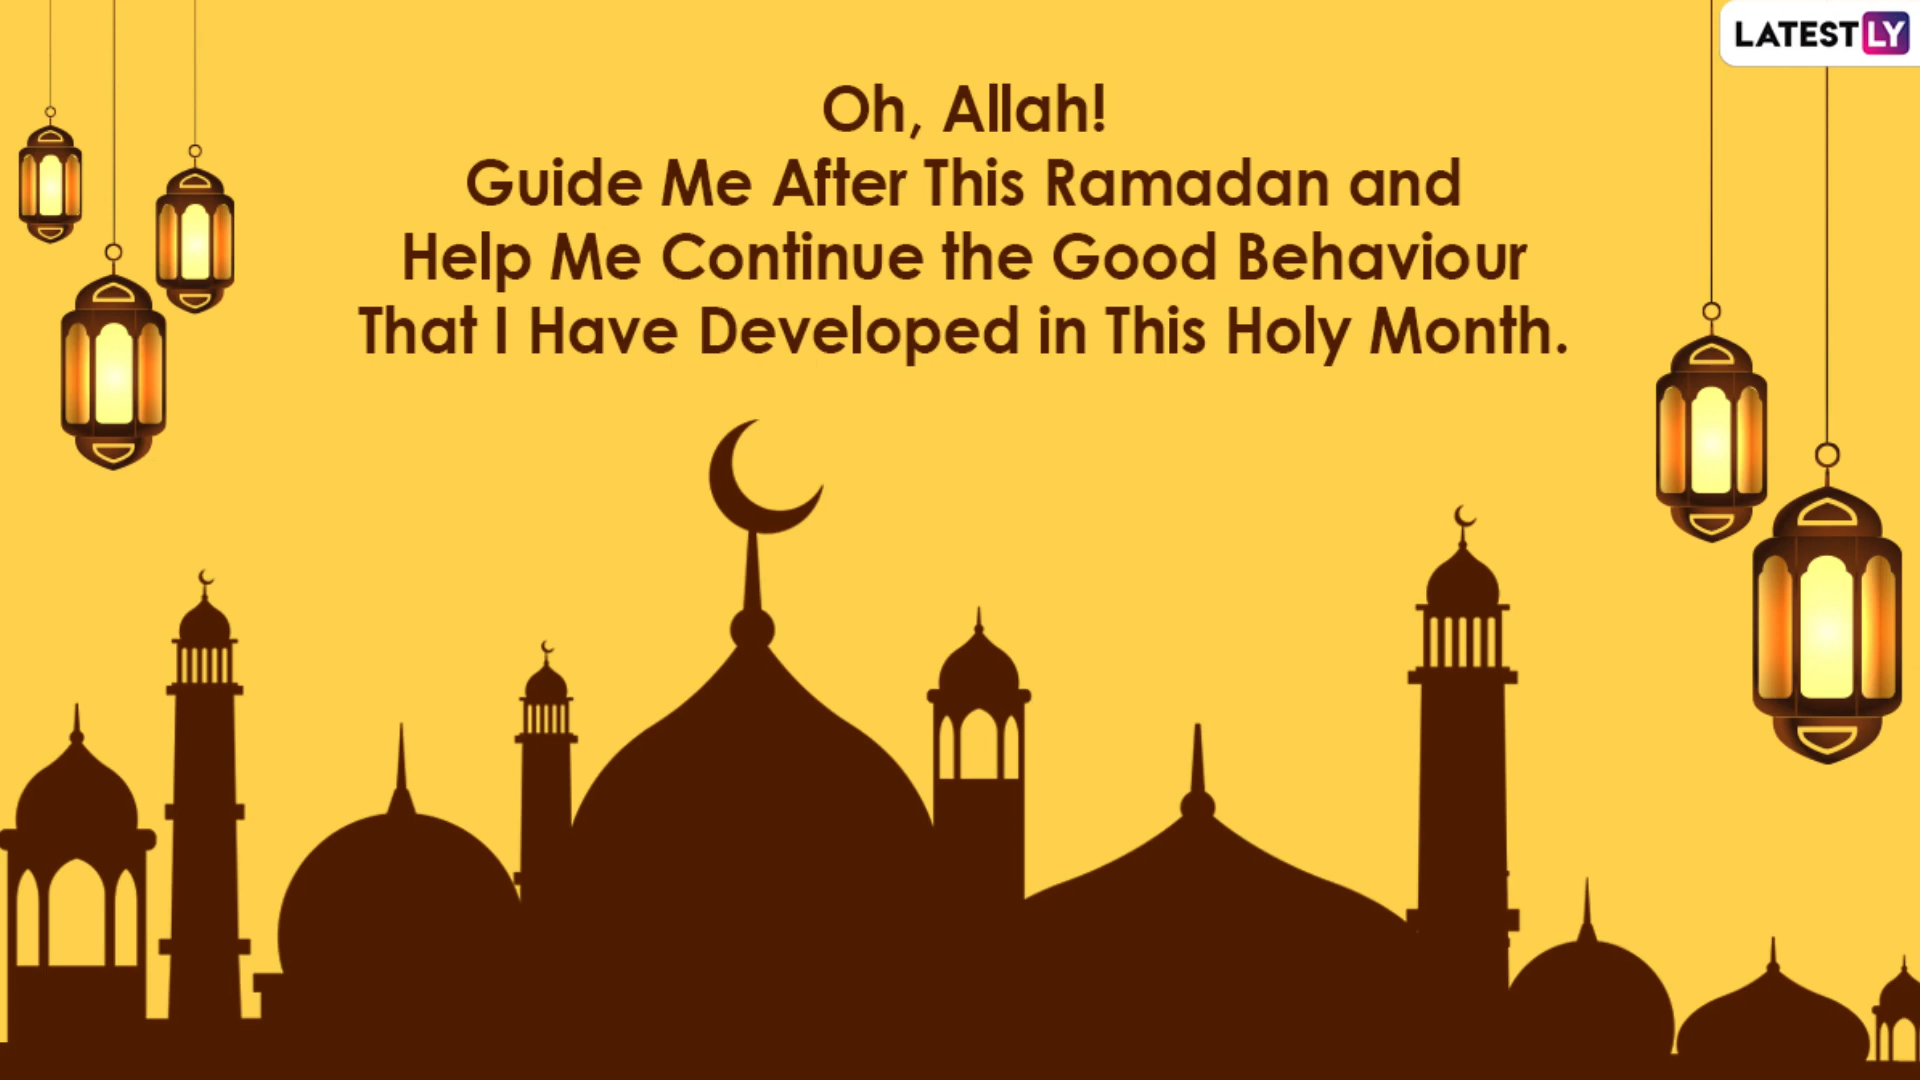 LATESTLY
Oh, Allah!
Guide Me After This Ramadan and
Help Me Continue the Good Behaviour
That I Have Developed in This Holy Month.